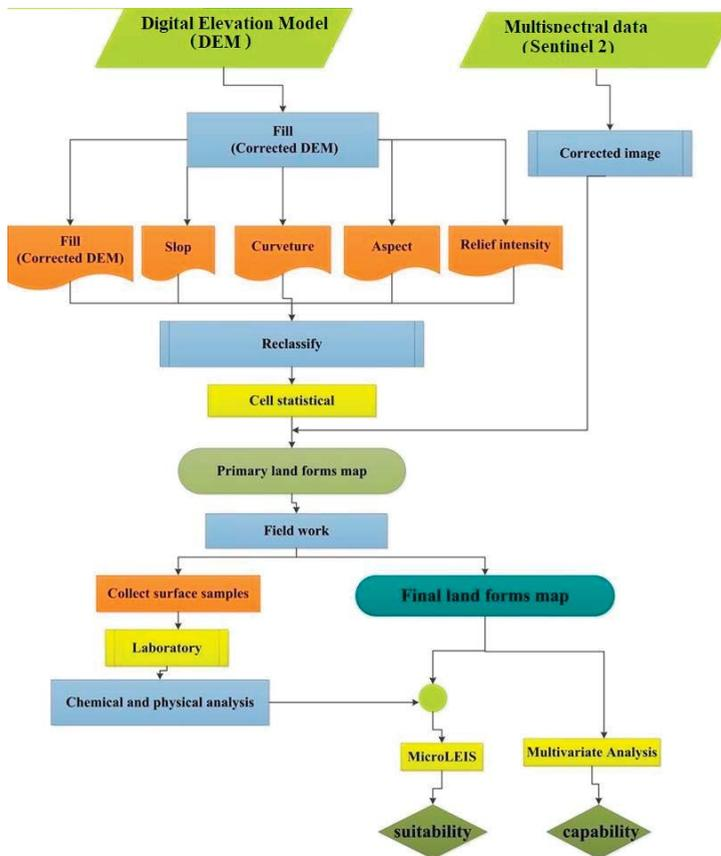 Digital Elevation Model
(DEM )
Multispectral data
(Sentinel 2)
Fill
(Corrected DEM)
Corrected image
Fill
(Corrected DEM)
Slop
Curveture
Aspect
Relief intensity
Reclassify
Cell statistical
Primary land forms map
Field work
Collect surface samples
Final land forms map
Laboratory
Chemical and physical analysis
MicroLEIS
Multivariate Analysis
suitability
capability